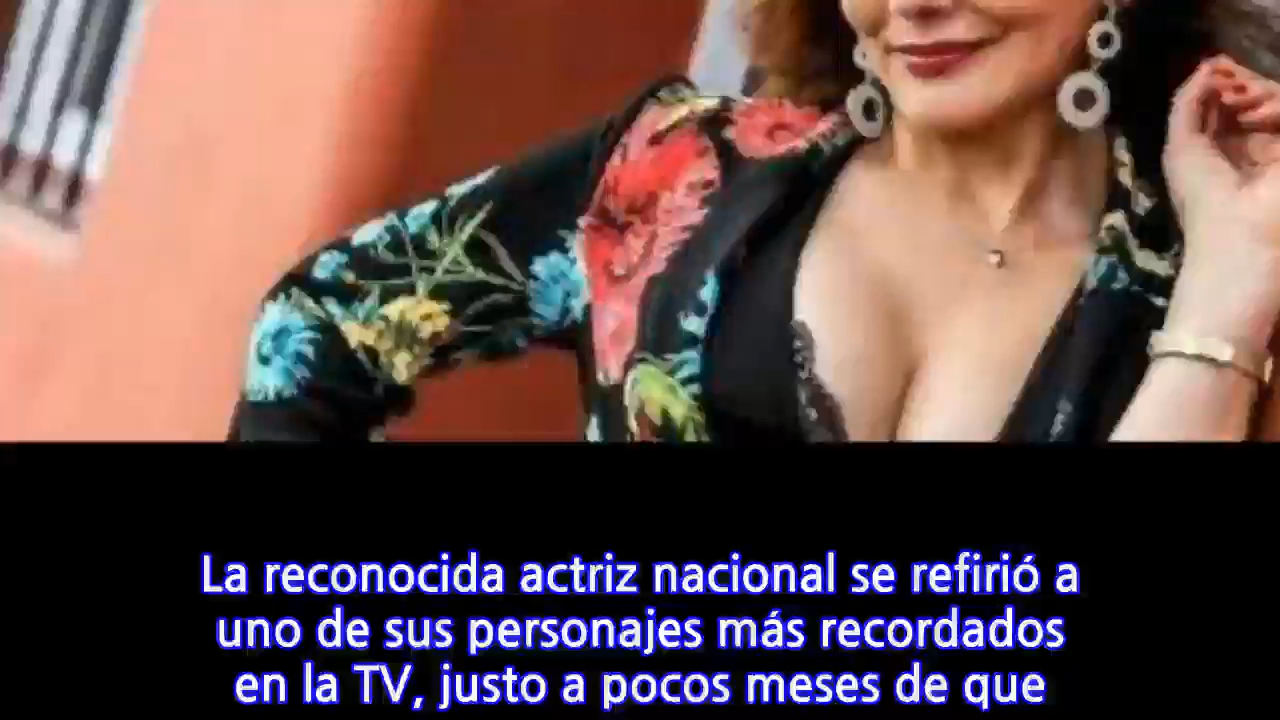 La reconocida actriz nacional se refirió a
uno de sus personajes más recordados
en la TV, justo a pocos meses de que